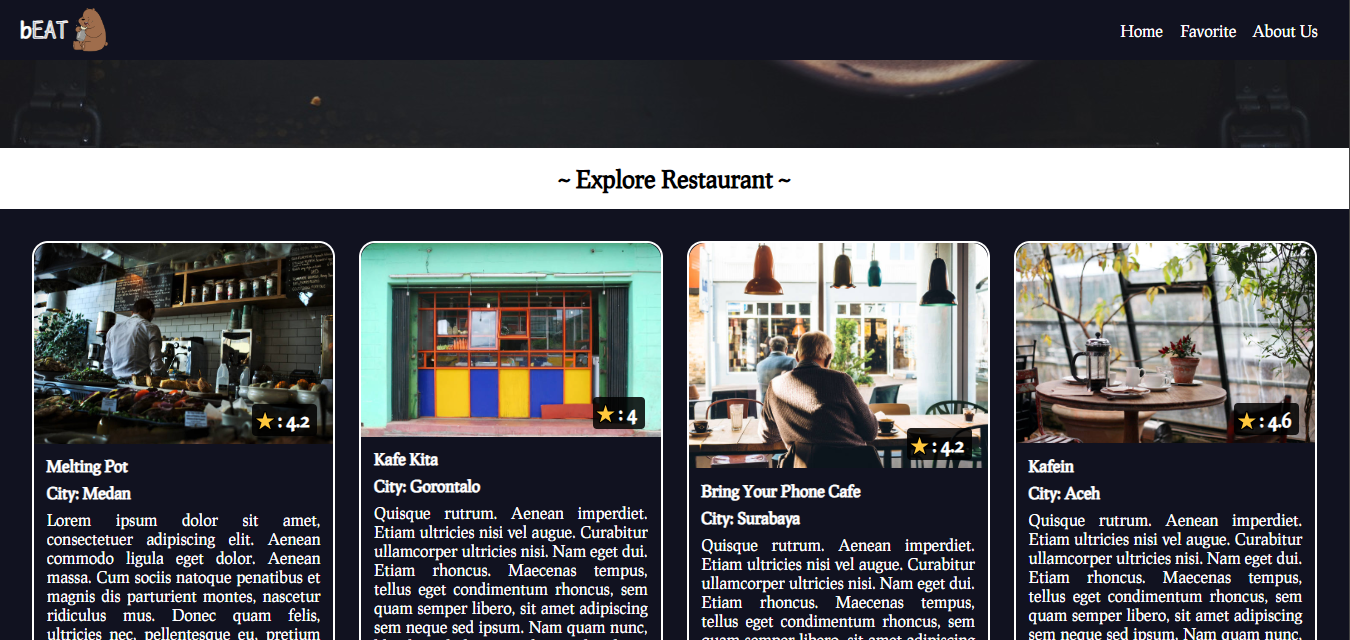 bEAT
Home Favorite About Us
~ Explore Restaurant ~
★ : 4.2
Melting Pot
City: Medan
Lorem ipsum dolor sit amet,
consectetuer adipiscing elit. Aenean
commodo ligula eget dolor. Aenean
massa. Cum sociis natoque penatibus et
magnis dis parturient montes, nascetur
ridiculus mus. Donec quam felis,
ultricies nec, pellentesque eu, pretium
★ : 4
Kafe Kita
City: Gorontalo
Quisque rutrum. Aenean imperdiet.
Etiam ultricies nisi vel augue. Curabitur
ullamcorper ultricies nisi. Nam eget dui.
Etiam rhoncus. Maecenas tempus,
tellus eget condimentum rhoncus, sem
quam semper libero, sit amet adipiscing
sem neque sed ipsum. Nam quam nunc,
★ : 4.2
Bring Your Phone Cafe
City: Surabaya
Quisque rutrum. Aenean imperdiet.
Etiam ultricies nisi vel augue. Curabitur
ullamcorper ultricies nisi. Nam eget dui.
Etiam rhoncus. Maecenas tempus,
tellus eget condimentum rhoncus, sem
quam semper libero, sit amet adipiscing
★ : 4.6
Kafein
City: Aceh
Quisque rutrum. Aenean imperdiet.
Etiam ultricies nisi vel augue. Curabitur
ullamcorper ultricies nisi. Nam eget dui.
Etiam rhoncus. Maecenas tempus,
tellus eget condimentum rhoncus, sem
quam semper libero, sit amet adipiscing
sem neque sed ipsum. Nam quam nunc,